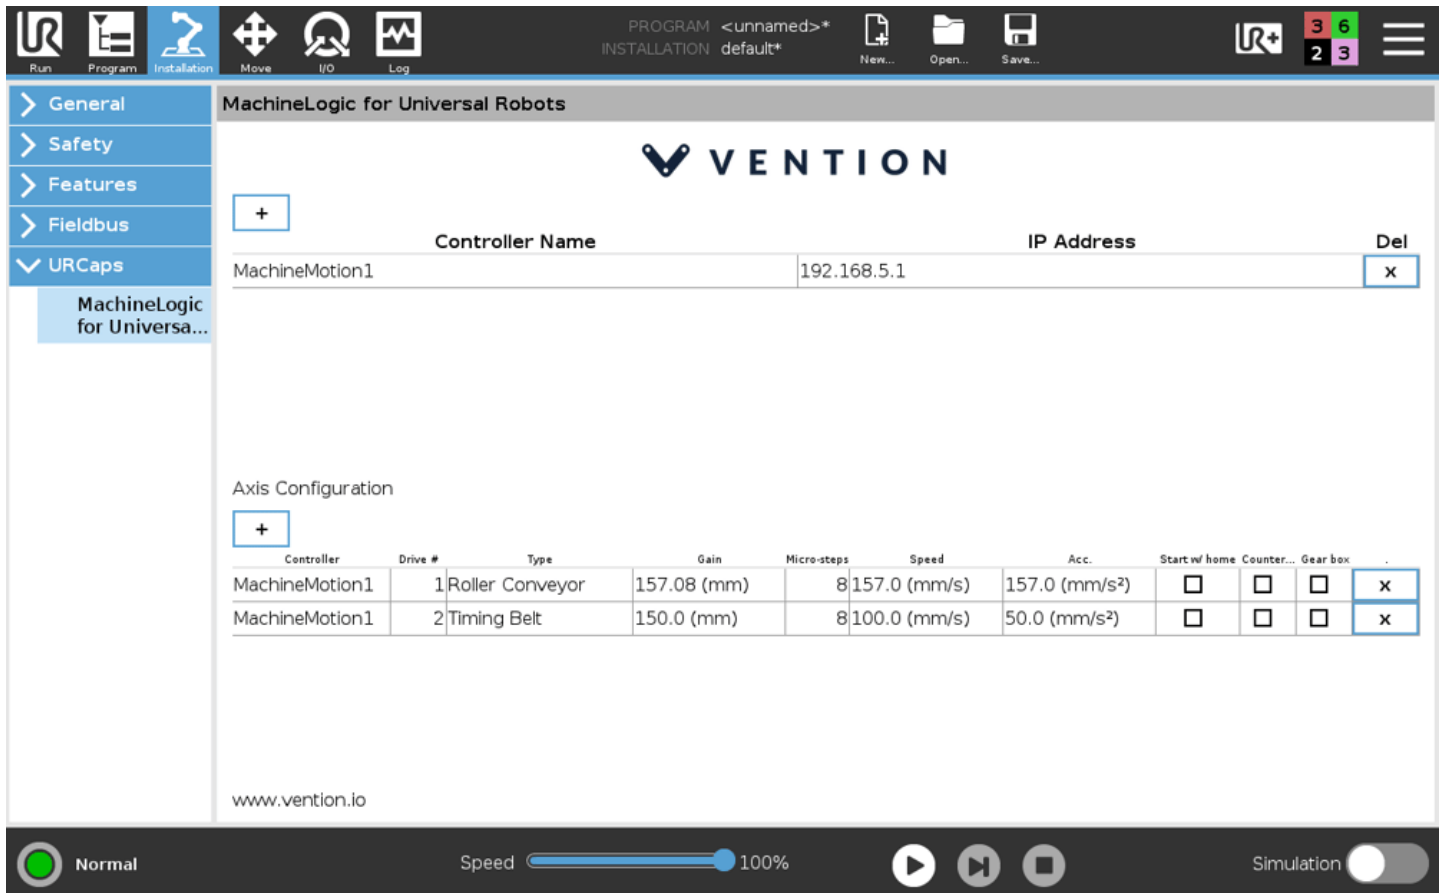 PROGRAM <unnamed>*
INSTALLATION default*
UR
Run Program Installation Move I/O Log New... Open... Save...
UR+
3 6
2 3
General
Safety
Features
Fieldbus
URCaps
MachineLogic
for Universa...
MachineLogic for Universal Robots
VENTION
+
Controller Name IP Address Del
MachineMotion1 192.168.5.1 x
Axis Configuration
+
Controller Drive # Type Gain Micro-steps Speed Acc. Start w/ home Counter... Gear box .
MachineMotion1 1 Roller Conveyor 157.08 (mm) 8 157.0 (mm/s) 157.0 (mm/s²) x
MachineMotion1 2 Timing Belt 150.0 (mm) 8 100.0 (mm/s) 50.0 (mm/s²) x
www.vention.io
Normal Speed 100% Simulation